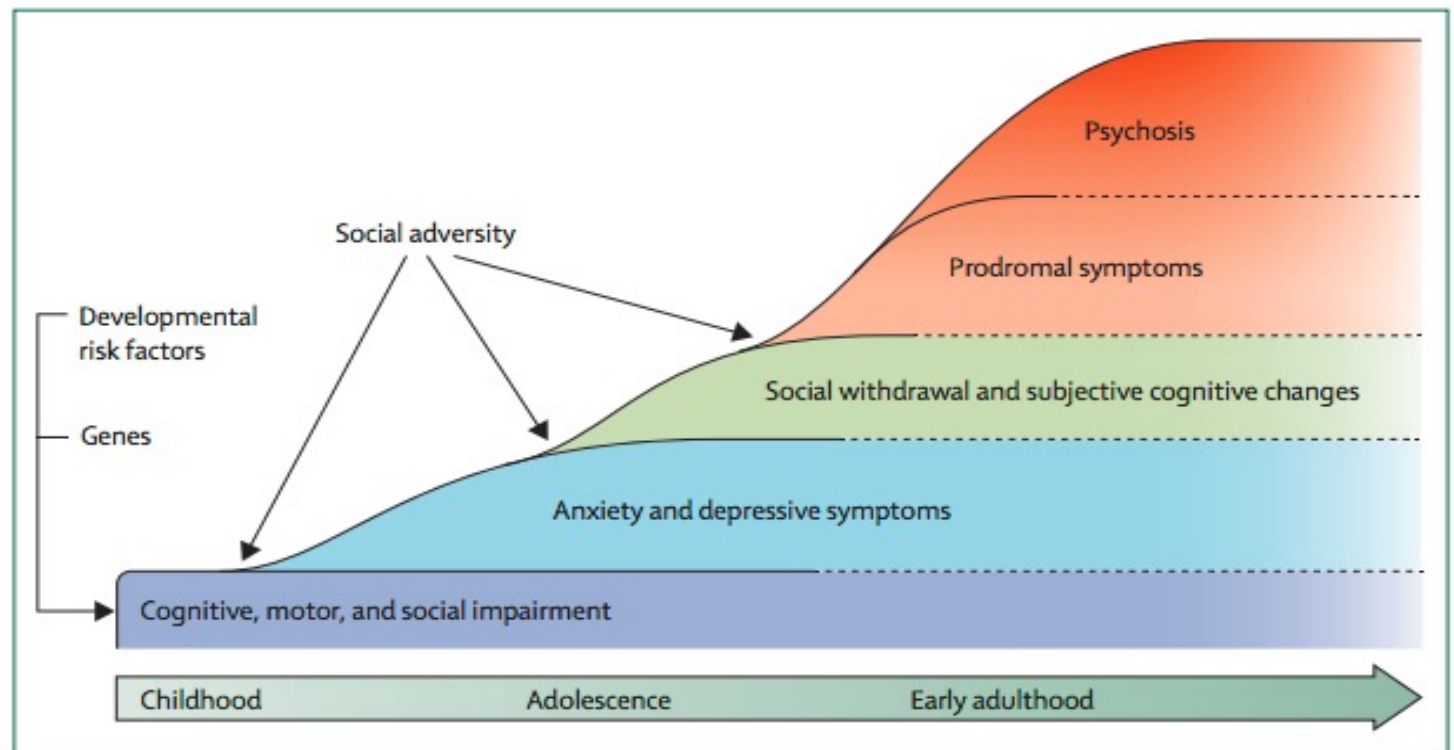 Psychosis
Social adversity
Prodromal symptoms
Developmental
risk factors
Social withdrawal and subjective cognitive changes
Genes
Anxiety and depressive symptoms
Cognitive, motor, and social impairment
Childhood
Adolescence
Early adulthood